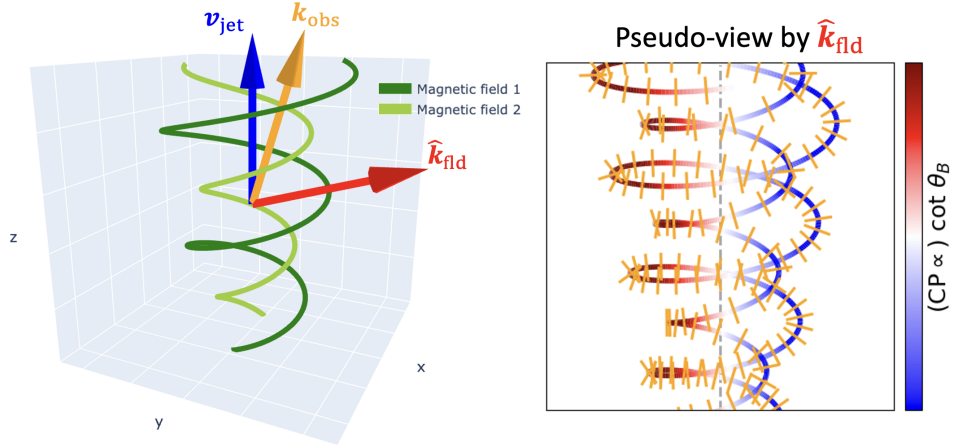 v_jet
k_obs
Magnetic field 1
Magnetic field 2
k̂_fld
z
y
x
Pseudo-view by k̂_fld
(CP ∝) cot θ_B